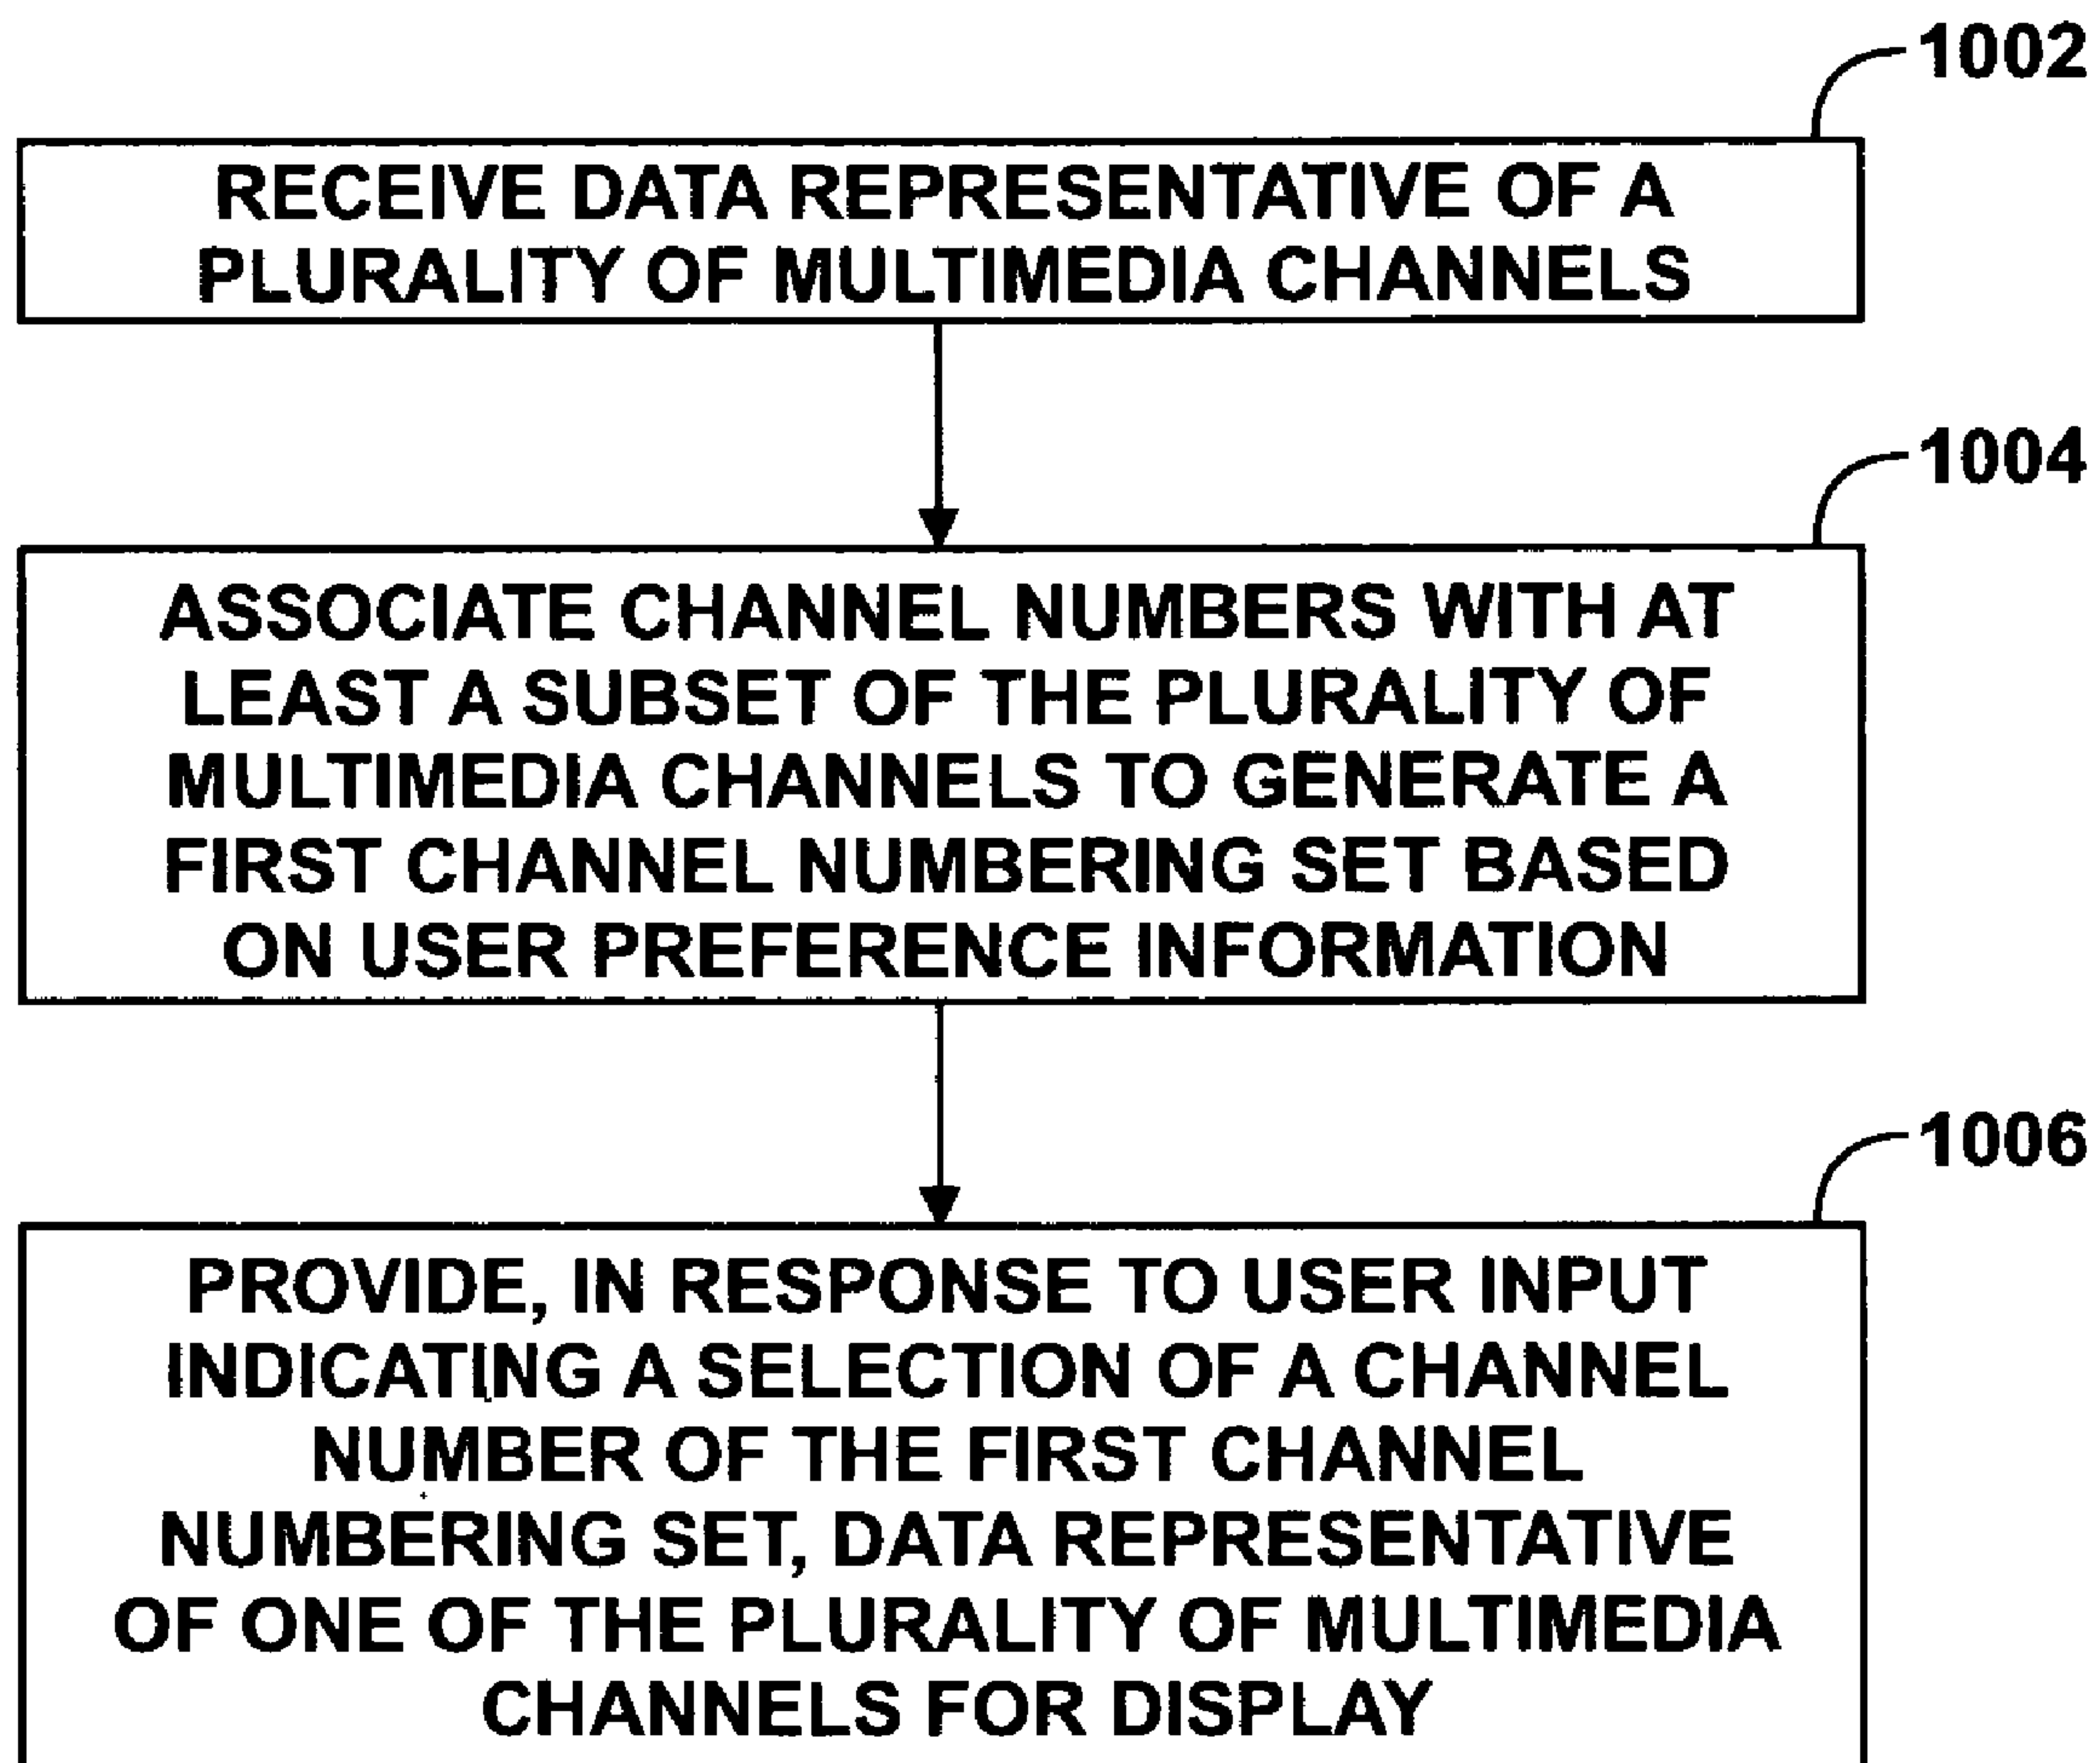 1002
RECEIVE DATA REPRESENTATIVE OF A
PLURALITY OF MULTIMEDIA CHANNELS
1004
ASSOCIATE CHANNEL NUMBERS WITH AT
LEAST A SUBSET OF THE PLURALITY OF
MULTIMEDIA CHANNELS TO GENERATE A
FIRST CHANNEL NUMBERING SET BASED
ON USER PREFERENCE INFORMATION
1006
PROVIDE, IN RESPONSE TO USER INPUT
INDICATING A SELECTION OF A CHANNEL
NUMBER OF THE FIRST CHANNEL
NUMBERING SET, DATA REPRESENTATIVE
OF ONE OF THE PLURALITY OF MULTIMEDIA
CHANNELS FOR DISPLAY